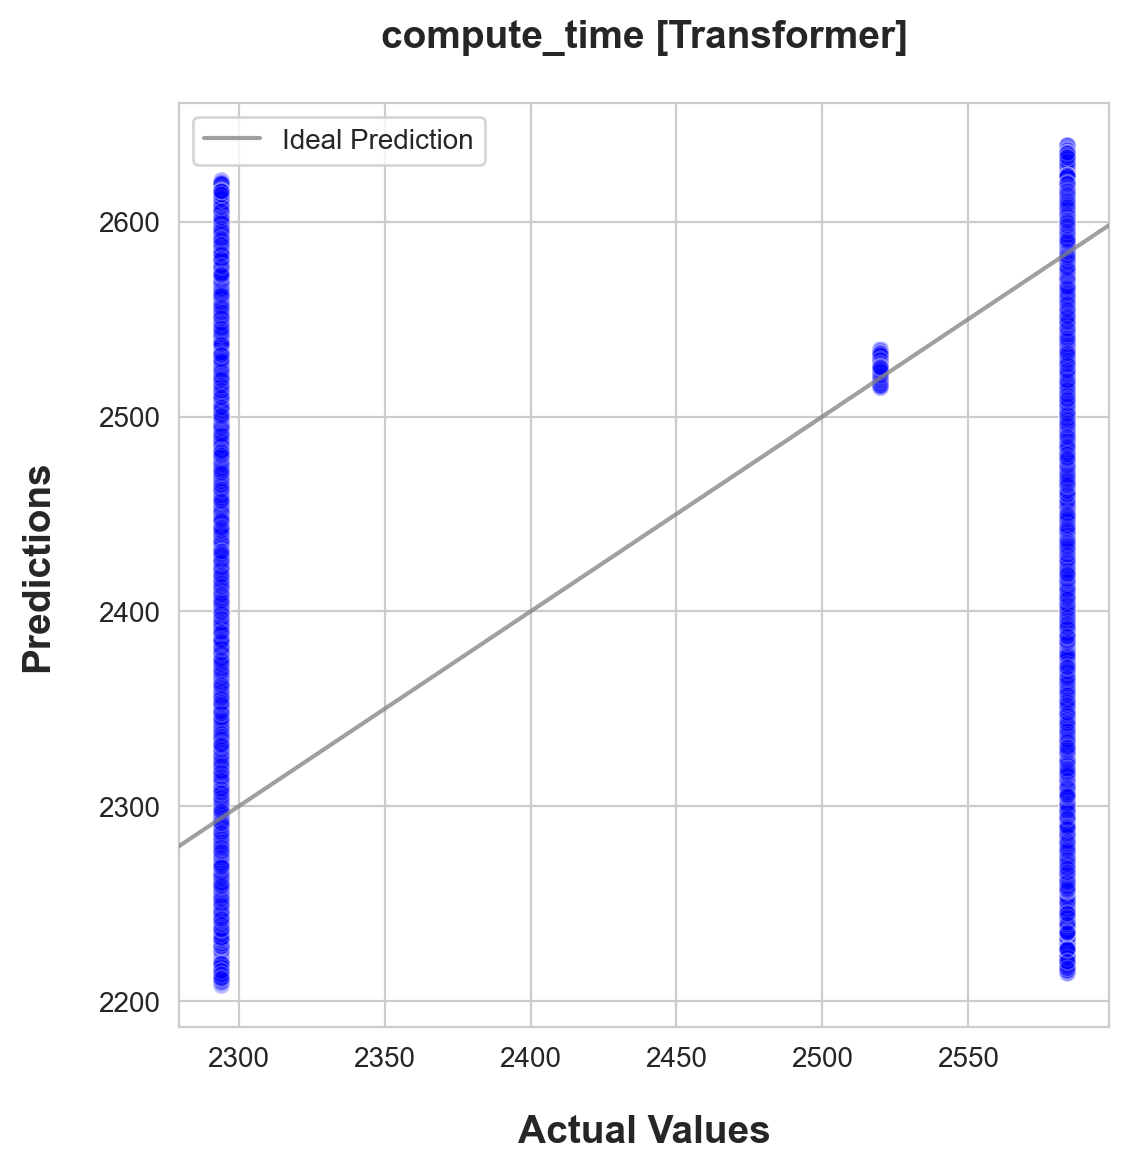 compute_time [Transformer]
Ideal Prediction
2600
2500
2400
2300
2200
Predictions
2300 2350 2400 2450 2500 2550
Actual Values